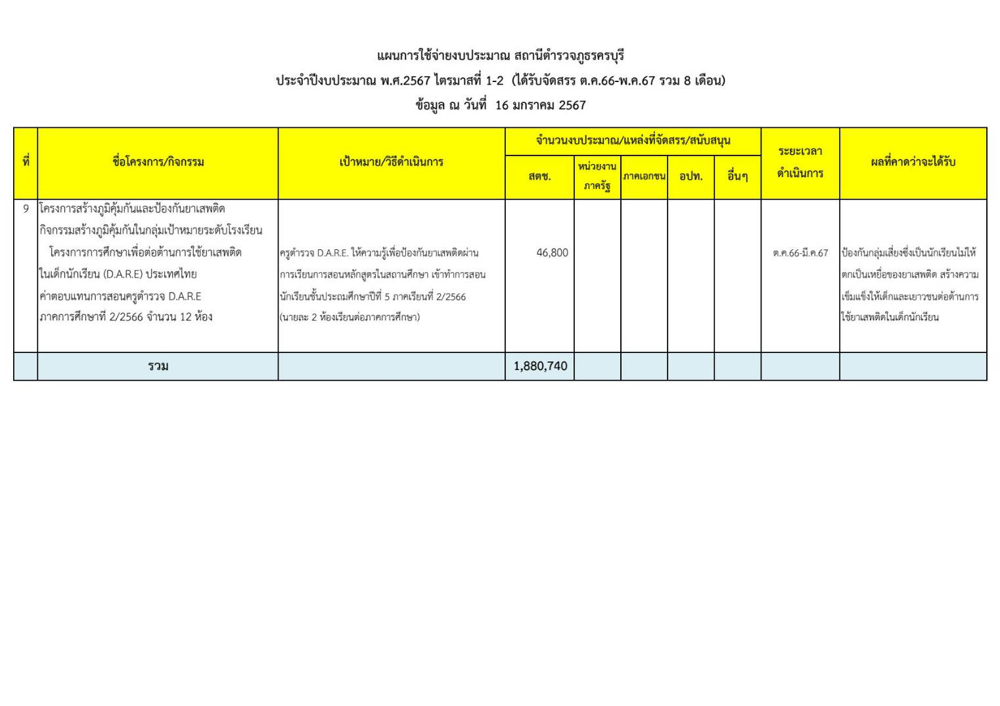 แผนการใช้จ่ายงบประมาณ สถานีตำรวจภูธรครบุรี
ประจำปีงบประมาณ พ.ศ.2567 ไตรมาสที่ 1-2 (ได้รับจัดสรร ต.ค.66-พ.ค.67 รวม 8 เดือน)
ข้อมูล ณ วันที่ 16 มกราคม 2567
ที่
ชื่อโครงการ/กิจกรรม
เป้าหมาย/วิธีดำเนินการ
จำนวนงบประมาณ/แหล่งที่จัดสรร/สนับสนุน
สตช.
หน่วยงาน
ภาครัฐ
ภาคเอกชน
อปท.
อื่นๆ
ระยะเวลา
ดำเนินการ
ผลที่คาดว่าจะได้รับ
9
โครงการสร้างภูมิคุ้มกันและป้องกันยาเสพติด
กิจกรรมสร้างภูมิคุ้มกันในกลุ่มเป้าหมายระดับโรงเรียน
โครงการการศึกษาเพื่อต่อต้านการใช้ยาเสพติด
ในเด็กนักเรียน (D.A.R.E) ประเทศไทย
ค่าตอบแทนการสอนครูตำรวจ D.A.R.E
ภาคการศึกษาที่ 2/2566 จำนวน 12 ห้อง
ครูตำรวจ D.A.R.E. ให้ความรู้เพื่อป้องกันยาเสพติดผ่าน
การเรียนการสอนหลักสูตรในสถานศึกษา เข้าทำการสอน
นักเรียนชั้นประถมศึกษาปีที่ 5 ภาคเรียนที่ 2/2566
(นายละ 2 ห้องเรียนต่อภาคการศึกษา)
46,800
ต.ค.66-มี.ค.67
ป้องกันกลุ่มเสี่ยงซึ่งเป็นนักเรียนไม่ให้
ตกเป็นเหยื่อของยาเสพติด สร้างความ
เข้มแข็งให้เด็กและเยาวชนต่อต้านการ
ใช้ยาเสพติดในเด็กนักเรียน
รวม
1,880,740